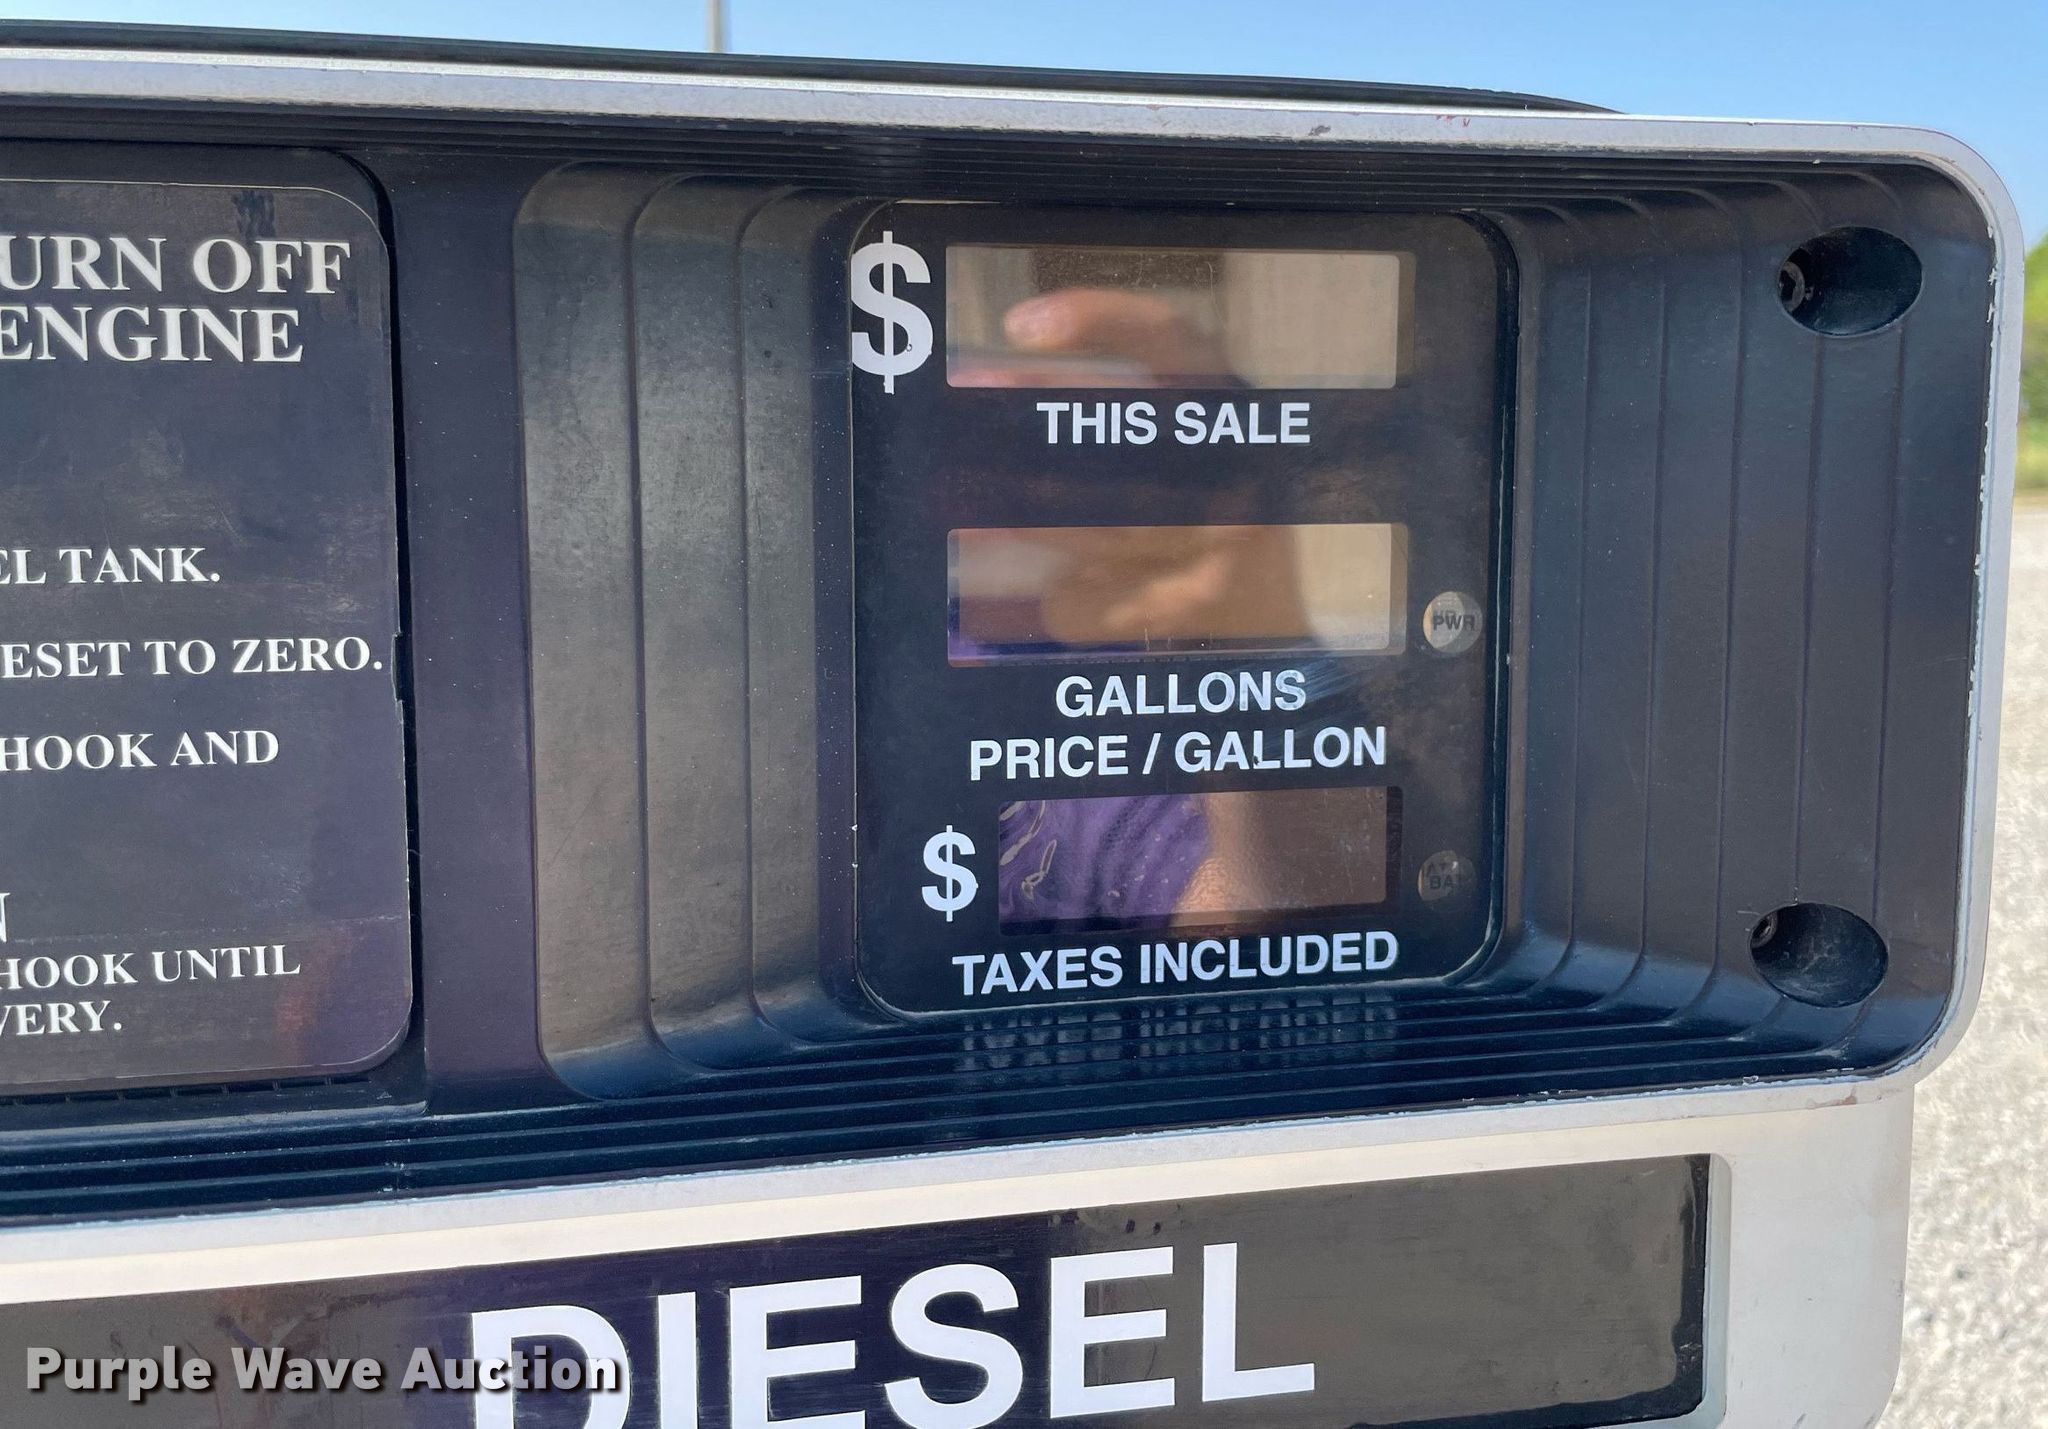 URN OFF
ENGINE
EL TANK.
ESET TO ZERO.
HOOK AND
N
HOOK UNTIL
VERY.
$
THIS SALE
PWR
GALLONS
PRICE / GALLON
$
BAT
TAXES INCLUDED
DIESEL
Purple Wave Auction